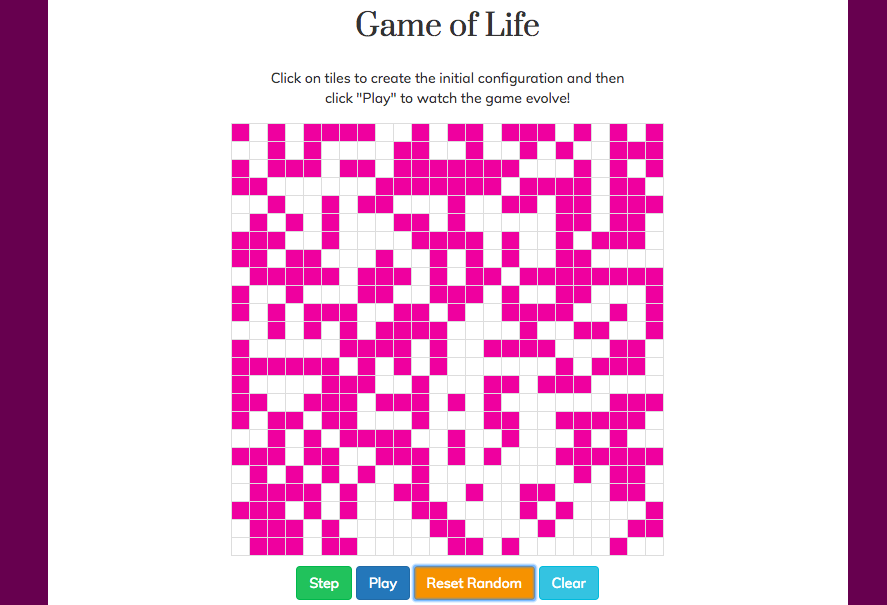 Game of Life
Click on tiles to create the initial configuration and then
click "Play" to watch the game evolve!
Step Play Reset Random Clear